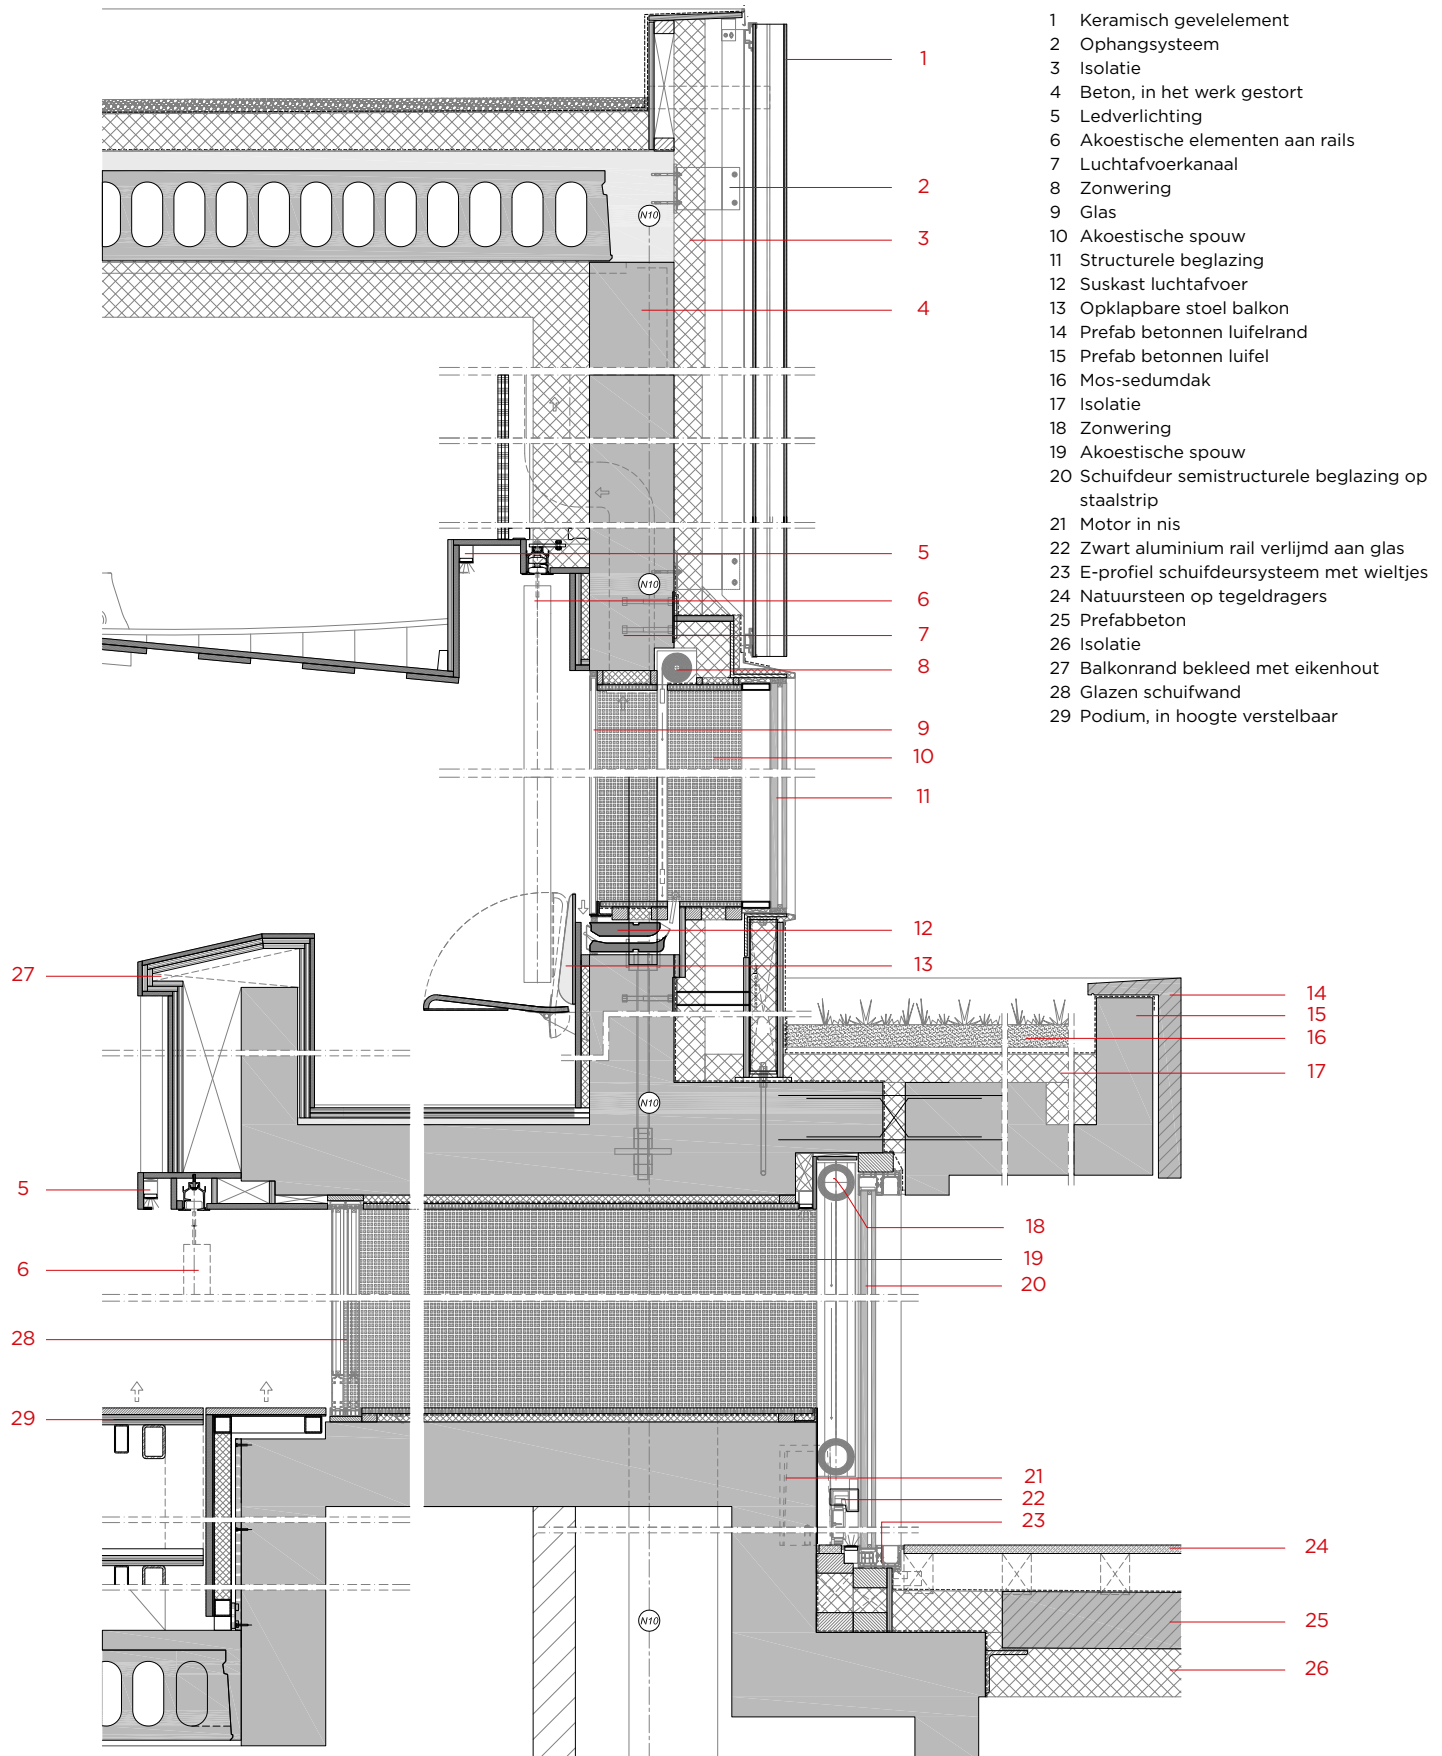 1 Keramisch gevelelement
2 Ophangsysteem
3 Isolatie
4 Beton, in het werk gestort
5 Ledverlichting
6 Akoestische elementen aan rails
7 Luchtafvoerkanaal
8 Zonwering
9 Glas
10 Akoestische spouw
11 Structurele beglazing
12 Suskast luchtafvoer
13 Opklapbare stoel balkon
14 Prefab betonnen luifelrand
15 Prefab betonnen luifel
16 Mos-sedumdak
17 Isolatie
18 Zonwering
19 Akoestische spouw
20 Schuifdeur semistructurele beglazing op
staalstrip
21 Motor in nis
22 Zwart aluminium rail verlijmd aan glas
23 E-profiel schuifdeursysteem met wieltjes
24 Natuursteen op tegeldragers
25 Prefabbeton
26 Isolatie
27 Balkonrand bekleed met eikenhout
28 Glazen schuifwand
29 Podium, in hoogte verstelbaar
1
2
N10
3
4
5
N10
6
7
8
9
10
11
12
13
27
14
15
16
17
N10
5
18
19
6
20
28
29
21
22
23
24
N10
25
26